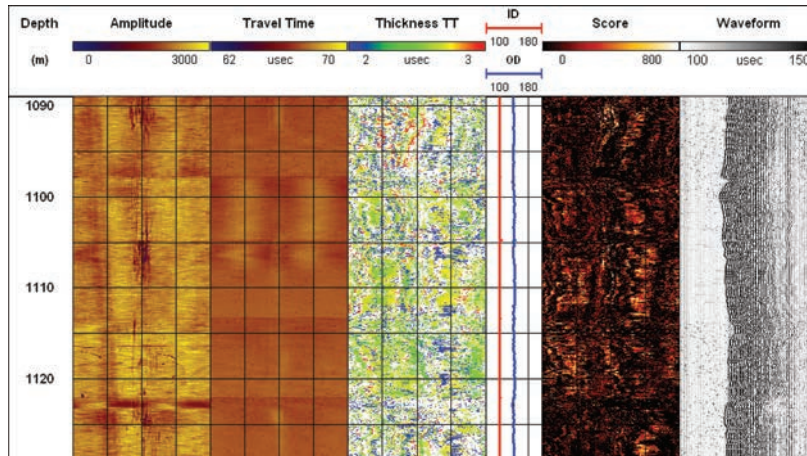 Depth
(m)
Amplitude
0 3000
Travel Time
62 usec 70
Thickness TT
2 usec 3
ID
100 180
OD
100 180
Score
0 800
Waveform
100 usec 150
1090
1100
1110
1120